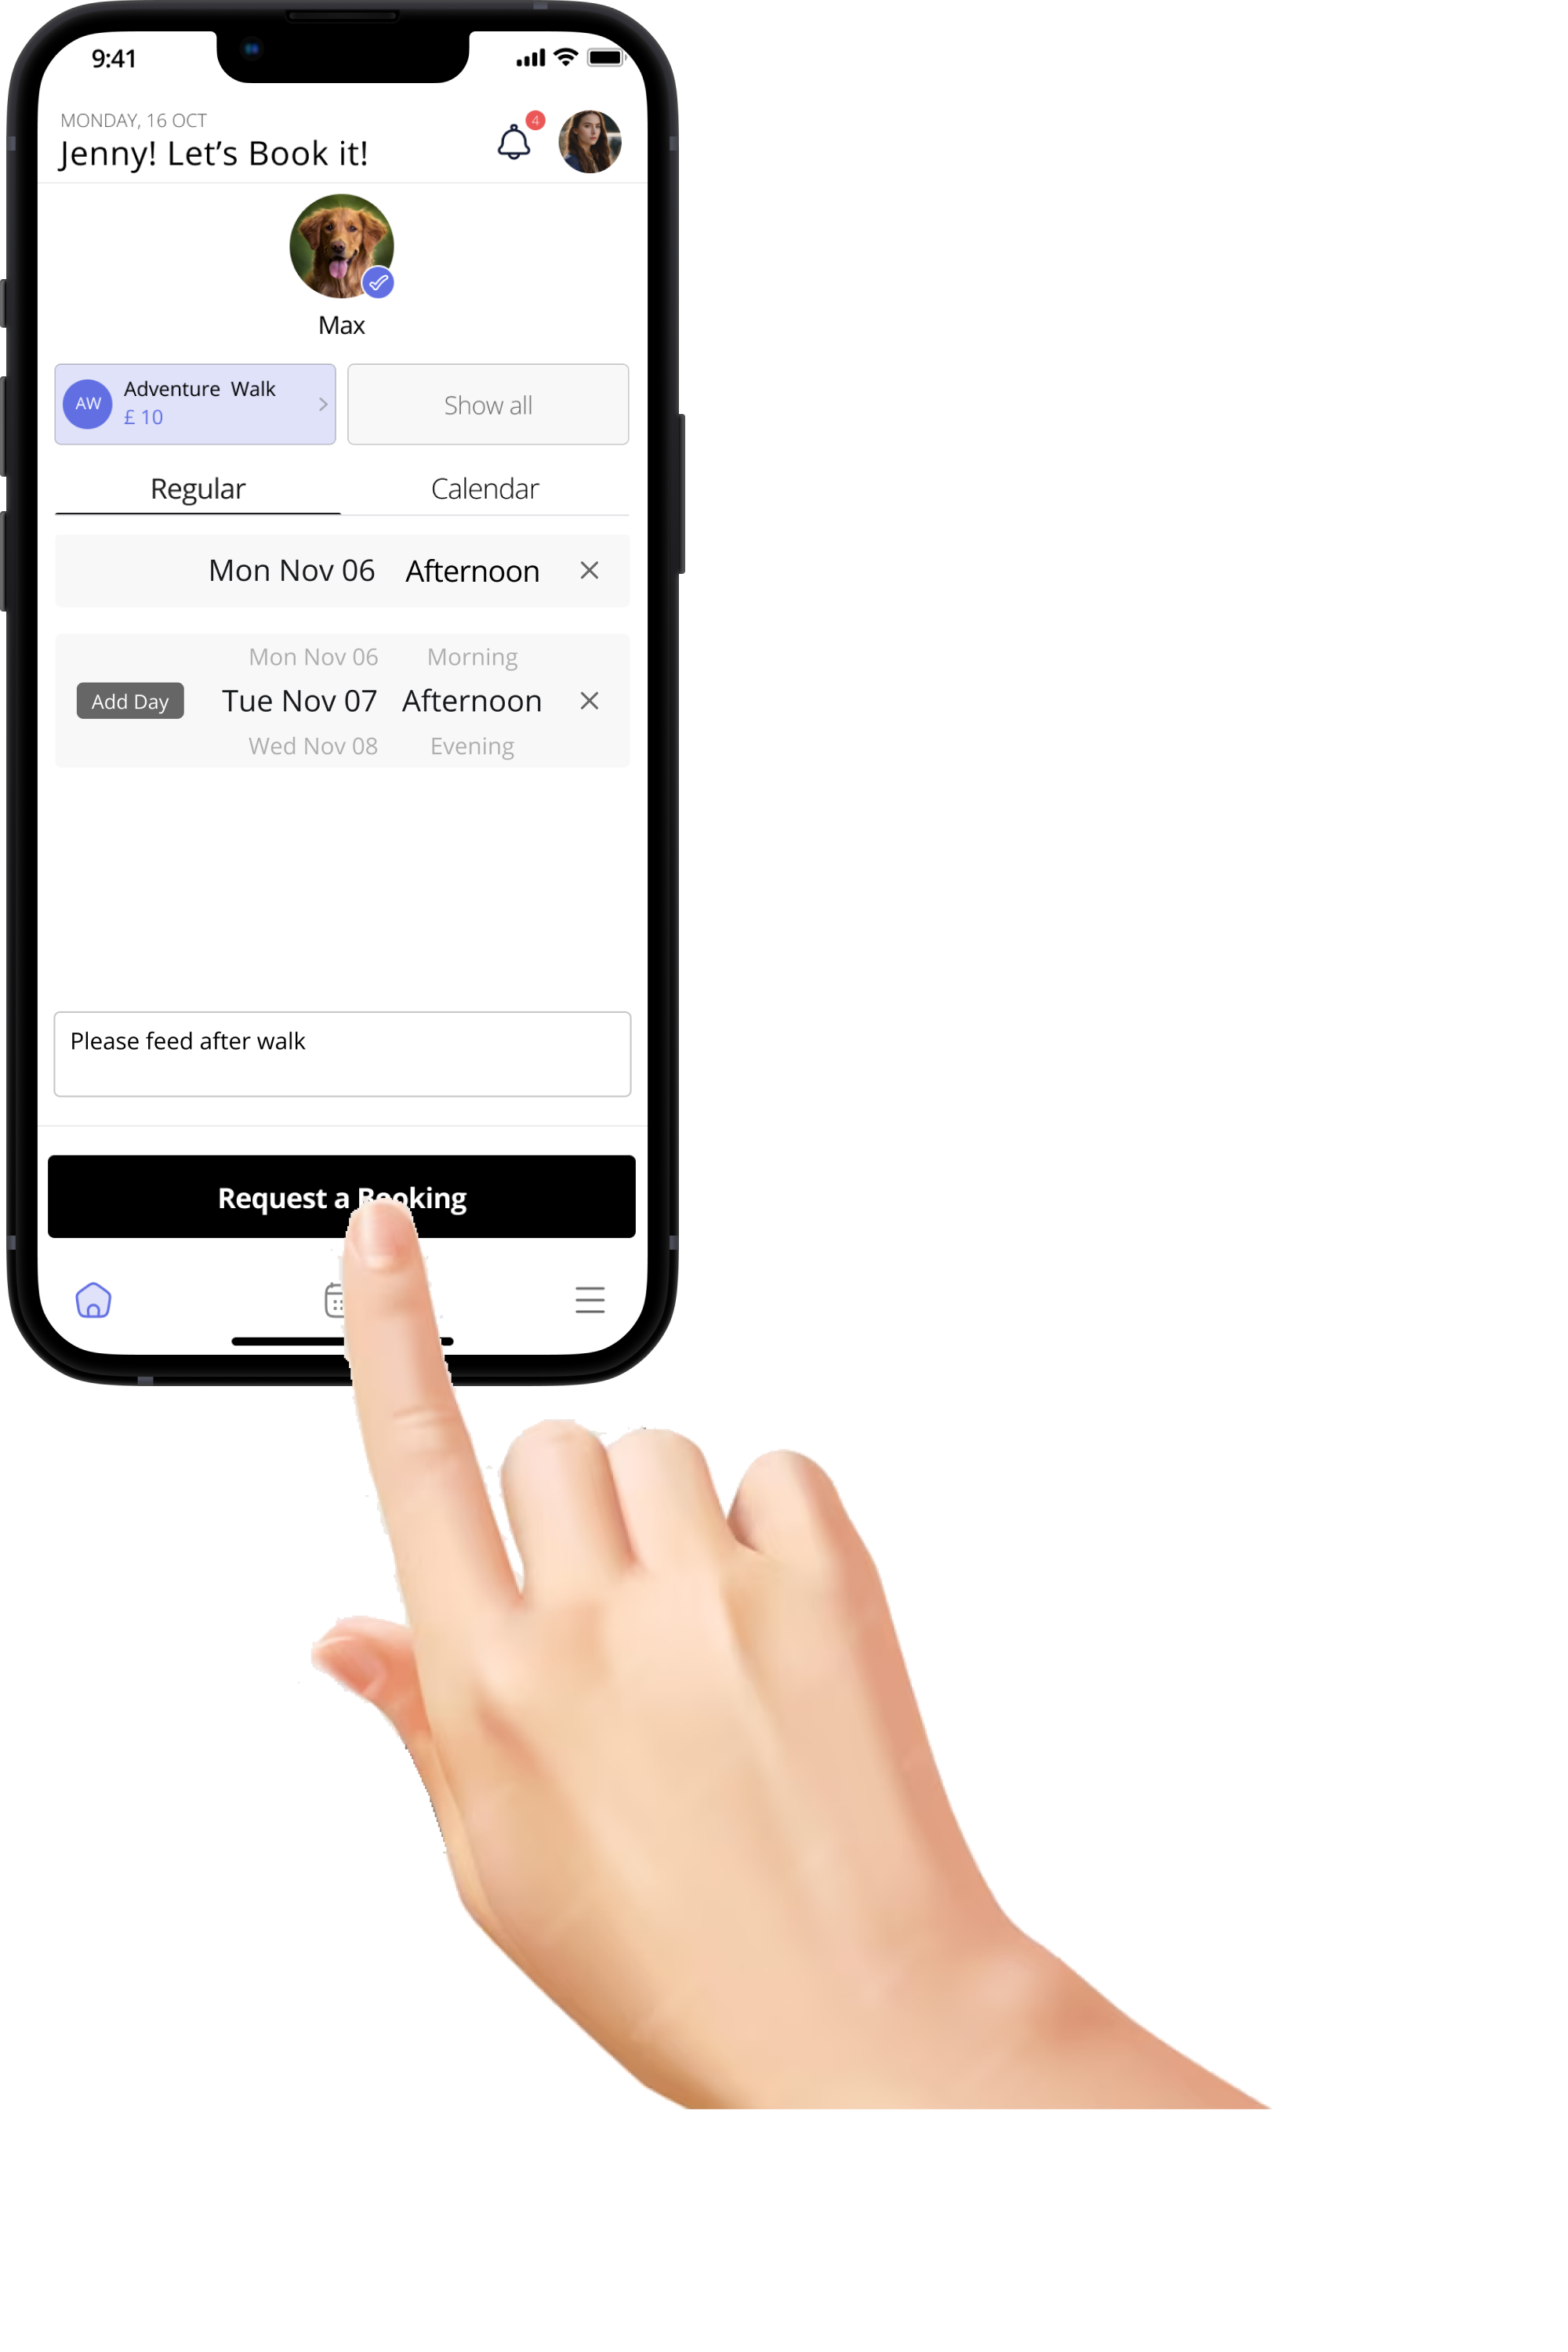 9:41
MONDAY, 16 OCT
Jenny! Let’s Book it!
4
Max
AW
Adventure Walk
£ 10
Show all
Regular Calendar
Mon Nov 06 Afternoon
Mon Nov 06 Morning
Add Day Tue Nov 07 Afternoon
Wed Nov 08 Evening
Please feed after walk
Request a Booking